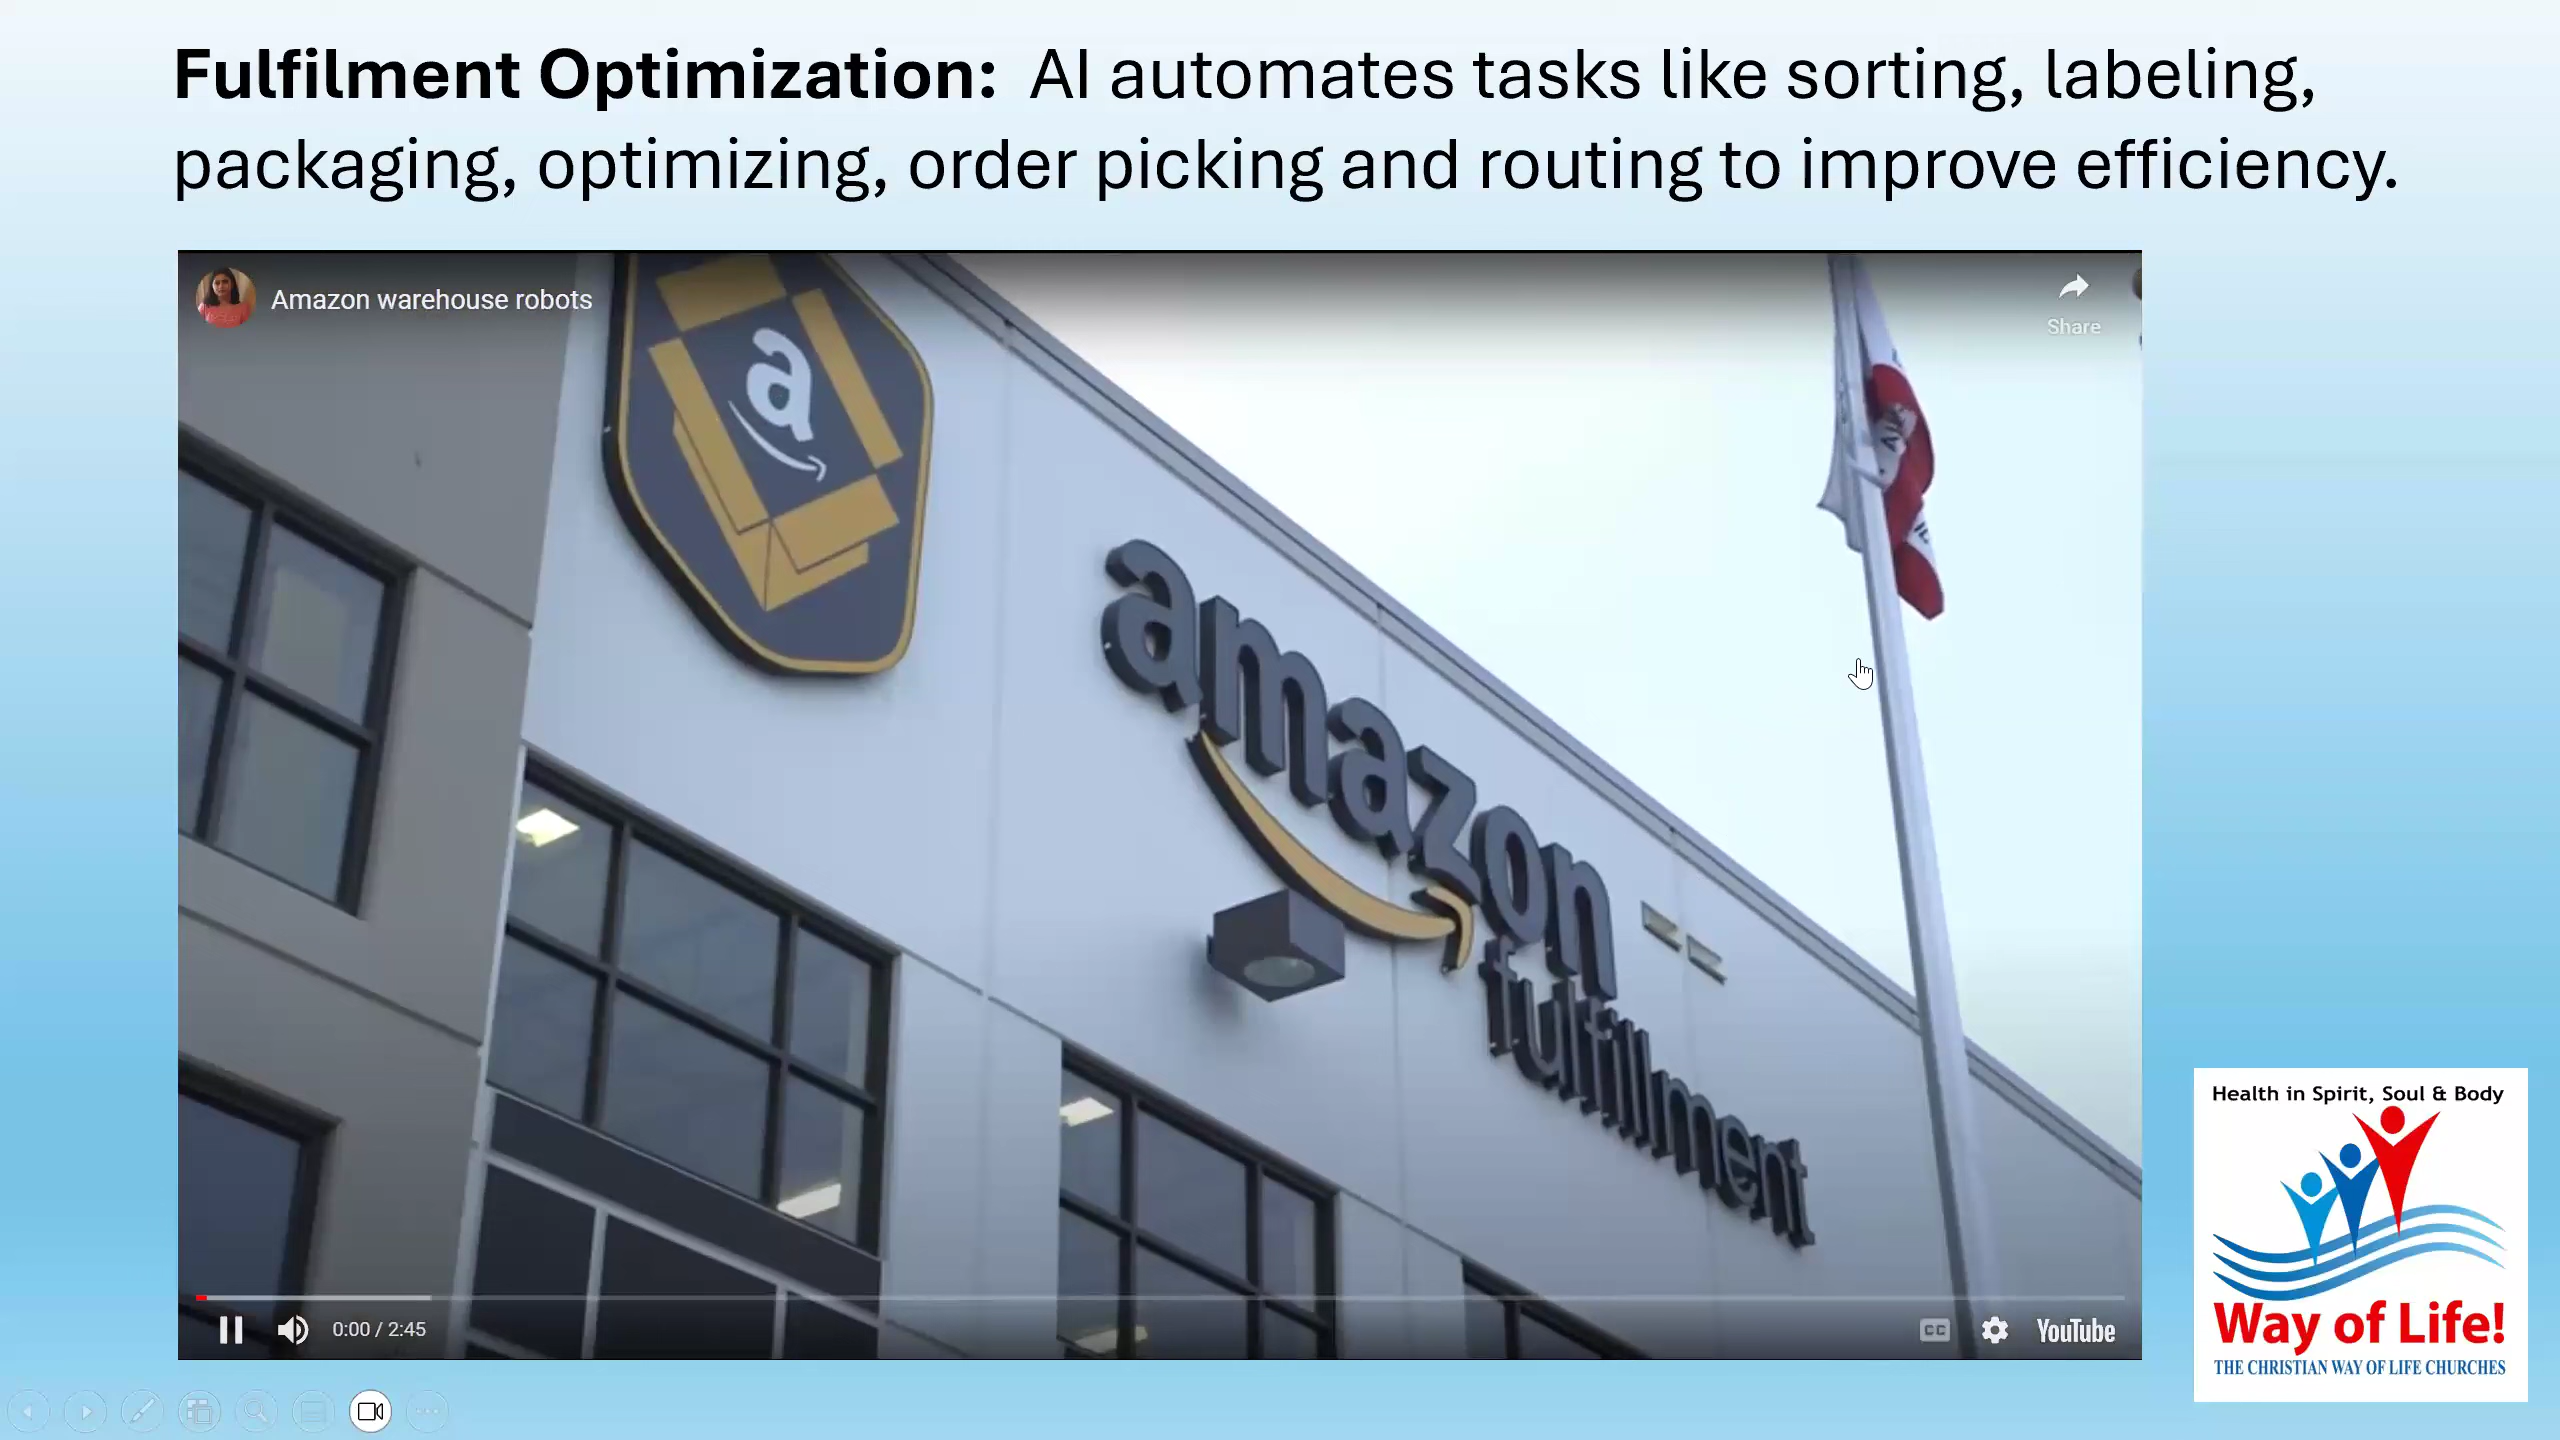 Fulfilment Optimization: AI automates tasks like sorting, labeling,
packaging, optimizing, order picking and routing to improve efficiency.
Amazon warehouse robots
Share
a
amazon
fulfillment
0:00 / 2:45
CC
YouTube
Health in Spirit, Soul & Body
Way of Life!
THE CHRISTIAN WAY OF LIFE CHURCHES